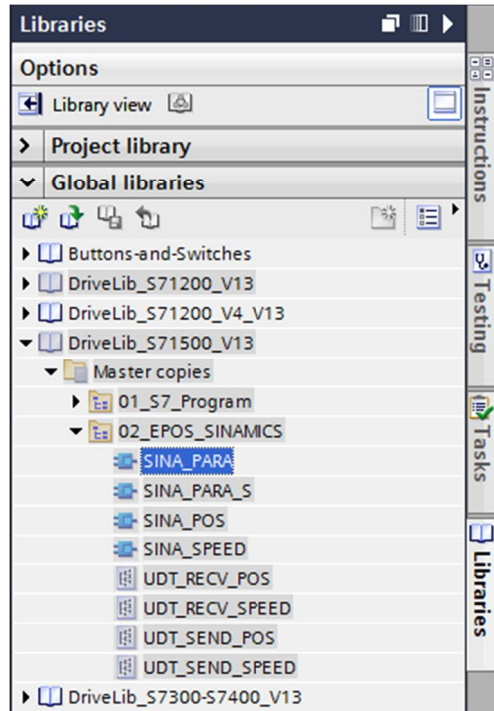 Libraries
Options
Library view
Project library
Global libraries
Buttons-and-Switches
DriveLib_S71200_V13
DriveLib_S71200_V4_V13
DriveLib_S71500_V13
Master copies
01_S7_Program
02_EPOS_SINAMICS
SINA_PARA
SINA_PARA_S
SINA_POS
SINA_SPEED
UDT_RECV_POS
UDT_RECV_SPEED
UDT_SEND_POS
UDT_SEND_SPEED
DriveLib_S7300-S7400_V13
Instructions
Testing
Tasks
Libraries